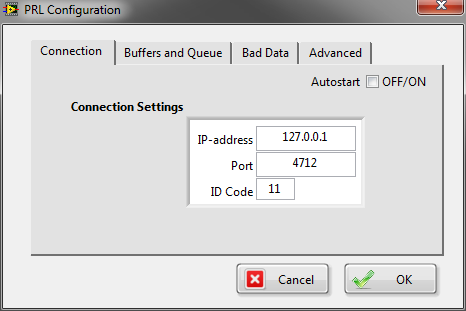 PRL Configuration
Connection Buffers and Queue Bad Data Advanced
Autostart OFF/ON
Connection Settings
IP-address 127.0.0.1
Port 4712
ID Code 11
Cancel OK